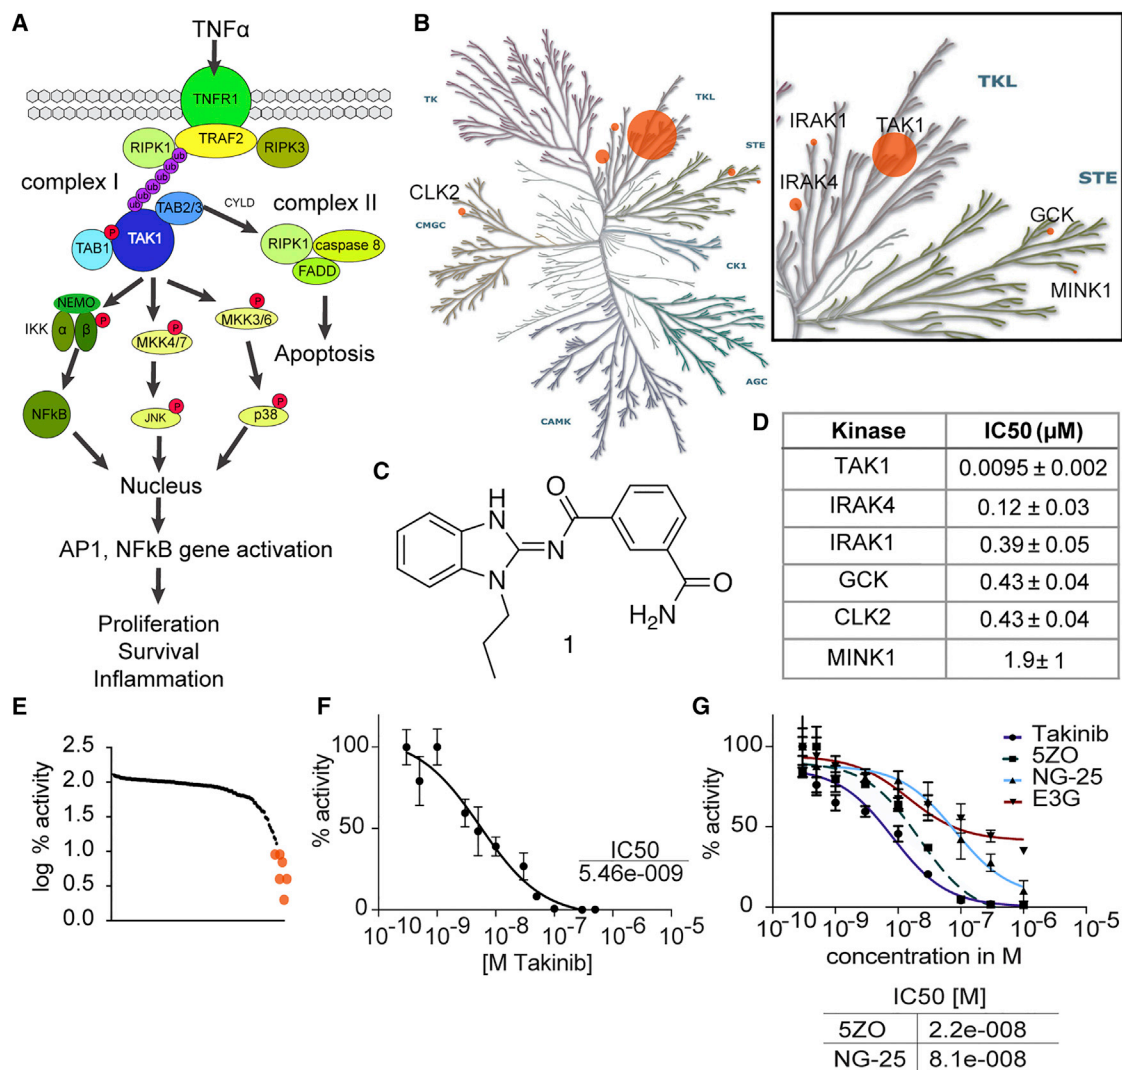 A
TNFα
TNFR1
TRAF2
RIPK1
RIPK3
ub
ub
ub
ub
ub
ub
complex I
TAB2/3
CYLD
complex II
TAB1
P
TAK1
RIPK1
caspase 8
FADD
NEMO
IKK
α
β
P
MKK4/7
P
MKK3/6
P
Apoptosis
NFkB
JNK
P
p38
P
Nucleus
AP1, NFkB gene activation
Proliferation
Survival
Inflammation
B
TK
TKL
STE
CLK2
CMGC
CK1
AGC
CAMK
TKL
IRAK1
TAK1
IRAK4
STE
GCK
MINK1
C
H
N
O
N
N
O
H2N
1
D
Kinase IC50 (µM)
TAK1 0.0095 ± 0.002
IRAK4 0.12 ± 0.03
IRAK1 0.39 ± 0.05
GCK 0.43 ± 0.04
CLK2 0.43 ± 0.04
MINK1 1.9± 1
E
2.5
2.0
1.5
1.0
0.5
0.0
log % activity
F
100
50
0
% activity
IC50
5.46e-009
10-10 10-9 10-8 10-7 10-6 10-5
[M Takinib]
G
100
50
0
% activity
Takinib
5ZO
NG-25
E3G
10-10 10-9 10-8 10-7 10-6 10-5
concentration in M
IC50 [M]
5ZO 2.2e-008
NG-25 8.1e-008